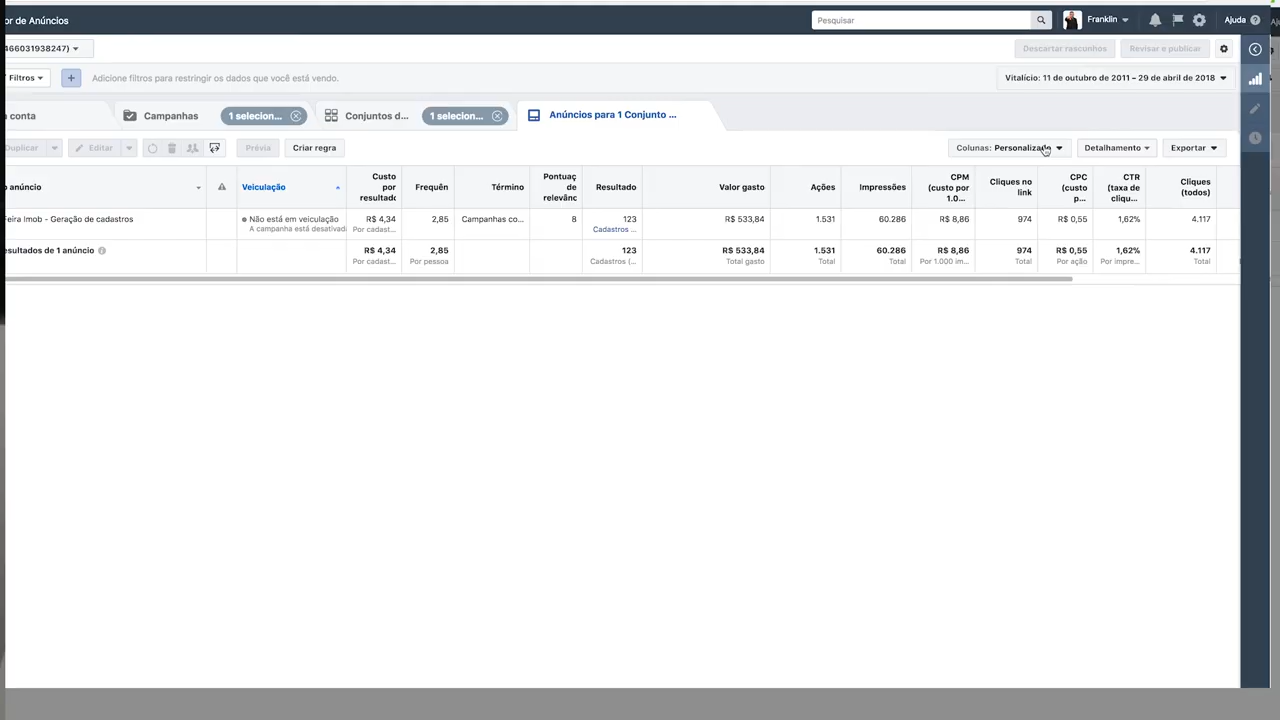 or de Anúncios
Pesquisar
Franklin
Ajuda
466031938247)
Descartar rascunhos
Revisar e publicar
Filtros
+
Adicione filtros para restringir os dados que você está vendo.
Vitalício: 11 de outubro de 2011 – 29 de abril de 2018
a conta
Campanhas
1 selecion...
Conjuntos d...
1 selecion...
Anúncios para 1 Conjunto ...
Duplicar
Editar
Prévia
Criar regra
Colunas: Personalizado
Detalhamento
Exportar
o anúncio
Veiculação
Custo por resultado
Frequên
Término
Pontuaç de relevânc
Resultado
Valor gasto
Ações
Impressões
CPM (custo por 1.0...
Cliques no link
CPC (custo p...
CTR (taxa de cliqu...
Cliques (todos)
Feira Imob - Geração de cadastros
Não está em veiculação
A campanha está desativada
R$ 4,34
Por cadast...
2,85
Campanhas co...
8
123
Cadastros ...
R$ 533,84
1.531
60.286
R$ 8,86
974
R$ 0,55
1,62%
4.117
esultados de 1 anúncio
R$ 4,34
Por cadast...
2,85
Por pessoa
123
Cadastros (...
R$ 533,84
Total gasto
1.531
Total
60.286
Total
R$ 8,86
Por 1.000 im...
974
Total
R$ 0,55
Por ação
1,62%
Por impre...
4.117
Total